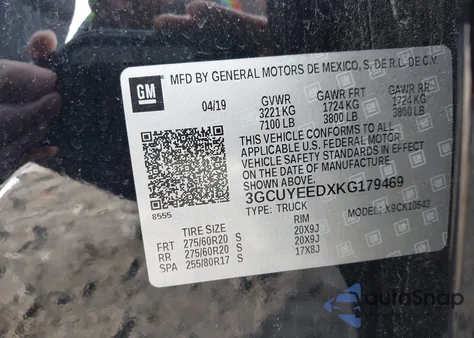 GM
MFD BY GENERAL MOTORS DE MEXICO, S. DE R.L. DE C.V.
04/19 GVWR GAWR FRT GAWR RR
3221 KG 1724 KG 1724 KG
7100 LB 3800 LB 3800 LB
THIS VEHICLE CONFORMS TO ALL
APPLICABLE U.S. FEDERAL MOTOR
VEHICLE SAFETY STANDARDS IN EFFECT
ON THE DATE OF MANUFACTURE
SHOWN ABOVE.
3GCUYEEDXKG179469
8555 TYPE: TRUCK MODEL: X9CK10543
TIRE SIZE RIM
FRT 275/60R20 S 20X9J
RR 275/60R20 S 20X9J
SPA 255/80R17 S 17X8J
autoSnap